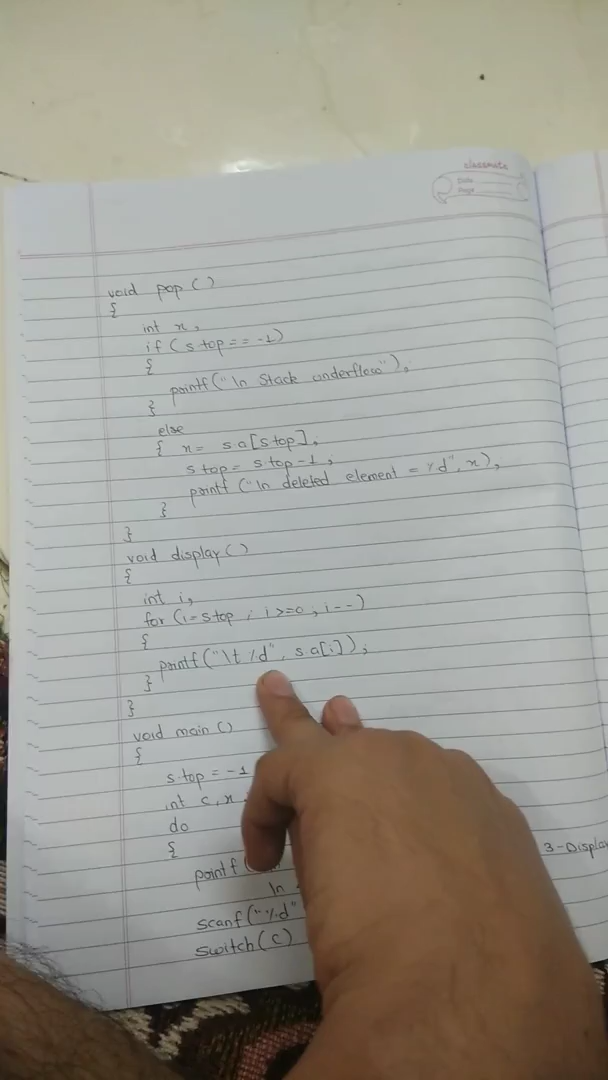 classmate
Date
Page
void pop ()
{
int x;
if (s.top == -1)
{
printf("\n Stack underflow");
}
else
{ x = s.a[s.top];
s.top = s.top-1;
printf ("\n deleted element = %d", x);
}
}
void display ()
{
int i;
for (i=s.top ; i>=0 ; i--)
{
printf("\t %d", s.a[i]);
}
}
void main ()
{
s.top = -1
int c, x
do
{
printf (
3-Display
\n
scanf("%d"
switch(c)